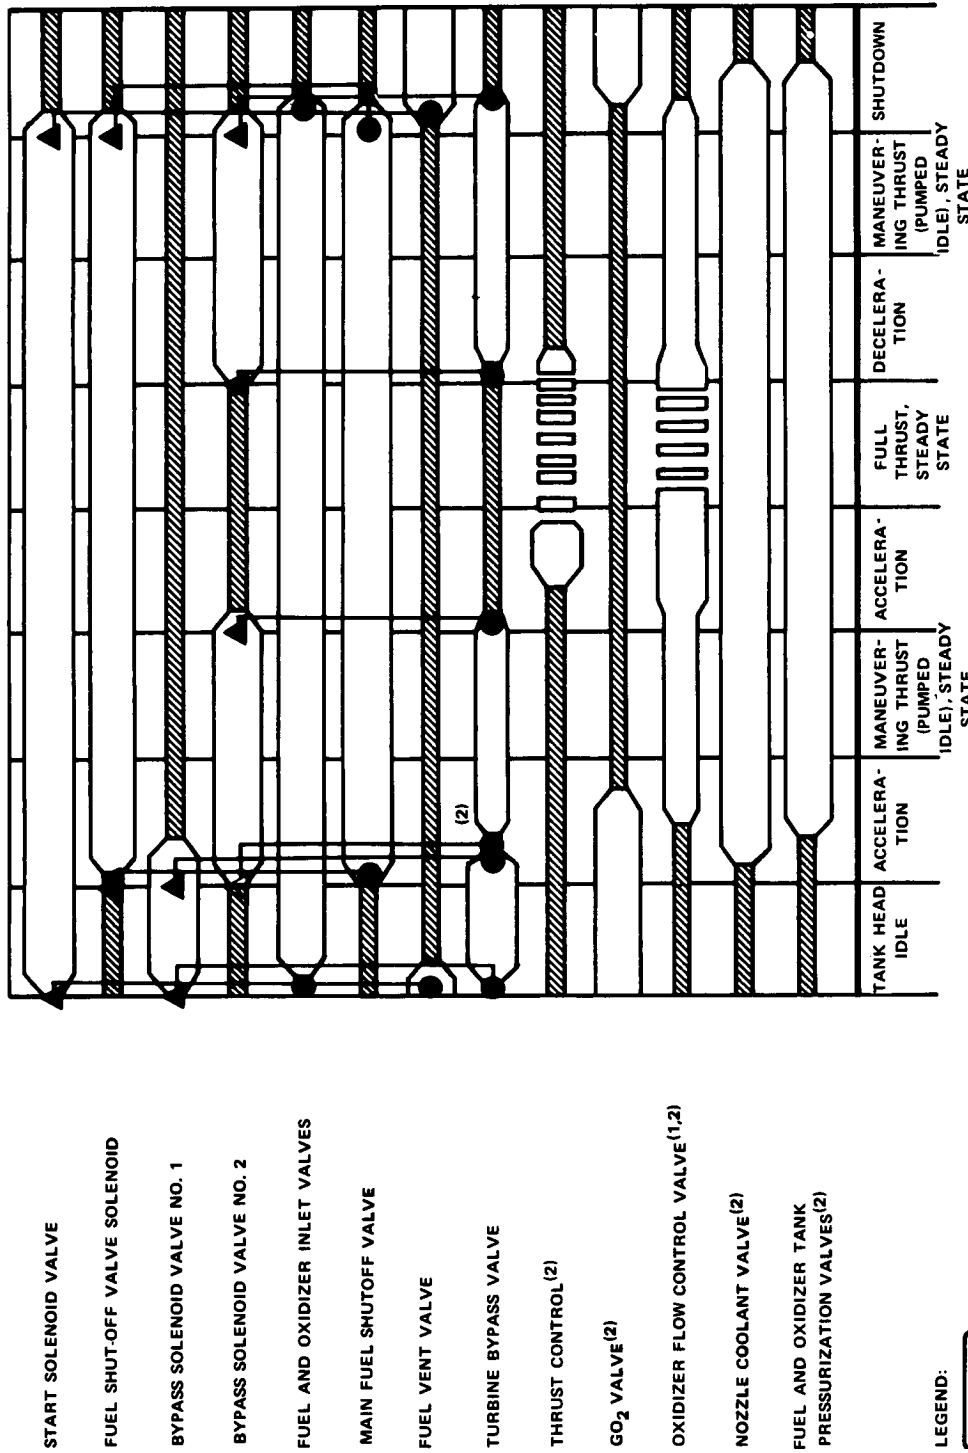 START SOLENOID VALVE
FUEL SHUT-OFF VALVE SOLENOID
BYPASS SOLENOID VALVE NO. 1
BYPASS SOLENOID VALVE NO. 2
FUEL AND OXIDIZER INLET VALVES
MAIN FUEL SHUTOFF VALVE
FUEL VENT VALVE
TURBINE BYPASS VALVE
(2)
THRUST CONTROL(2)
GO2 VALVE(2)
OXIDIZER FLOW CONTROL VALVE(1,2)
NOZZLE COOLANT VALVE(2)
FUEL AND OXIDIZER TANK
PRESSURIZATION VALVES(2)
TANK HEAD
IDLE
ACCELERA-
TION
MANEUVER-
ING THRUST
(PUMPED
IDLE), STEADY
STATE
ACCELERA-
TION
FULL
THRUST,
STEADY
STATE
DECELERA-
TION
MANEUVER-
ING THRUST
(PUMPED
IDLE), STEADY
STATE
SHUTDOWN
LEGEND: